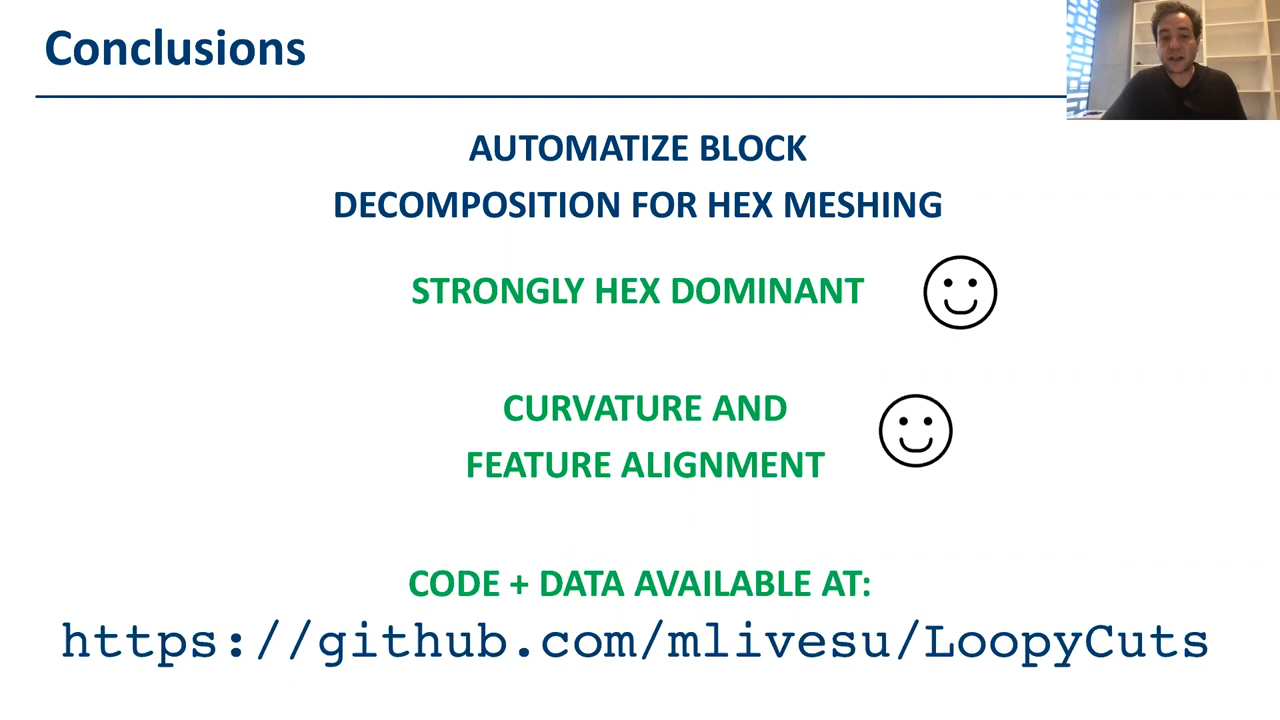 Conclusions
AUTOMATIZE BLOCK
DECOMPOSITION FOR HEX MESHING
STRONGLY HEX DOMINANT
CURVATURE AND
FEATURE ALIGNMENT
CODE + DATA AVAILABLE AT:
https://github.com/mlivesu/LoopyCuts